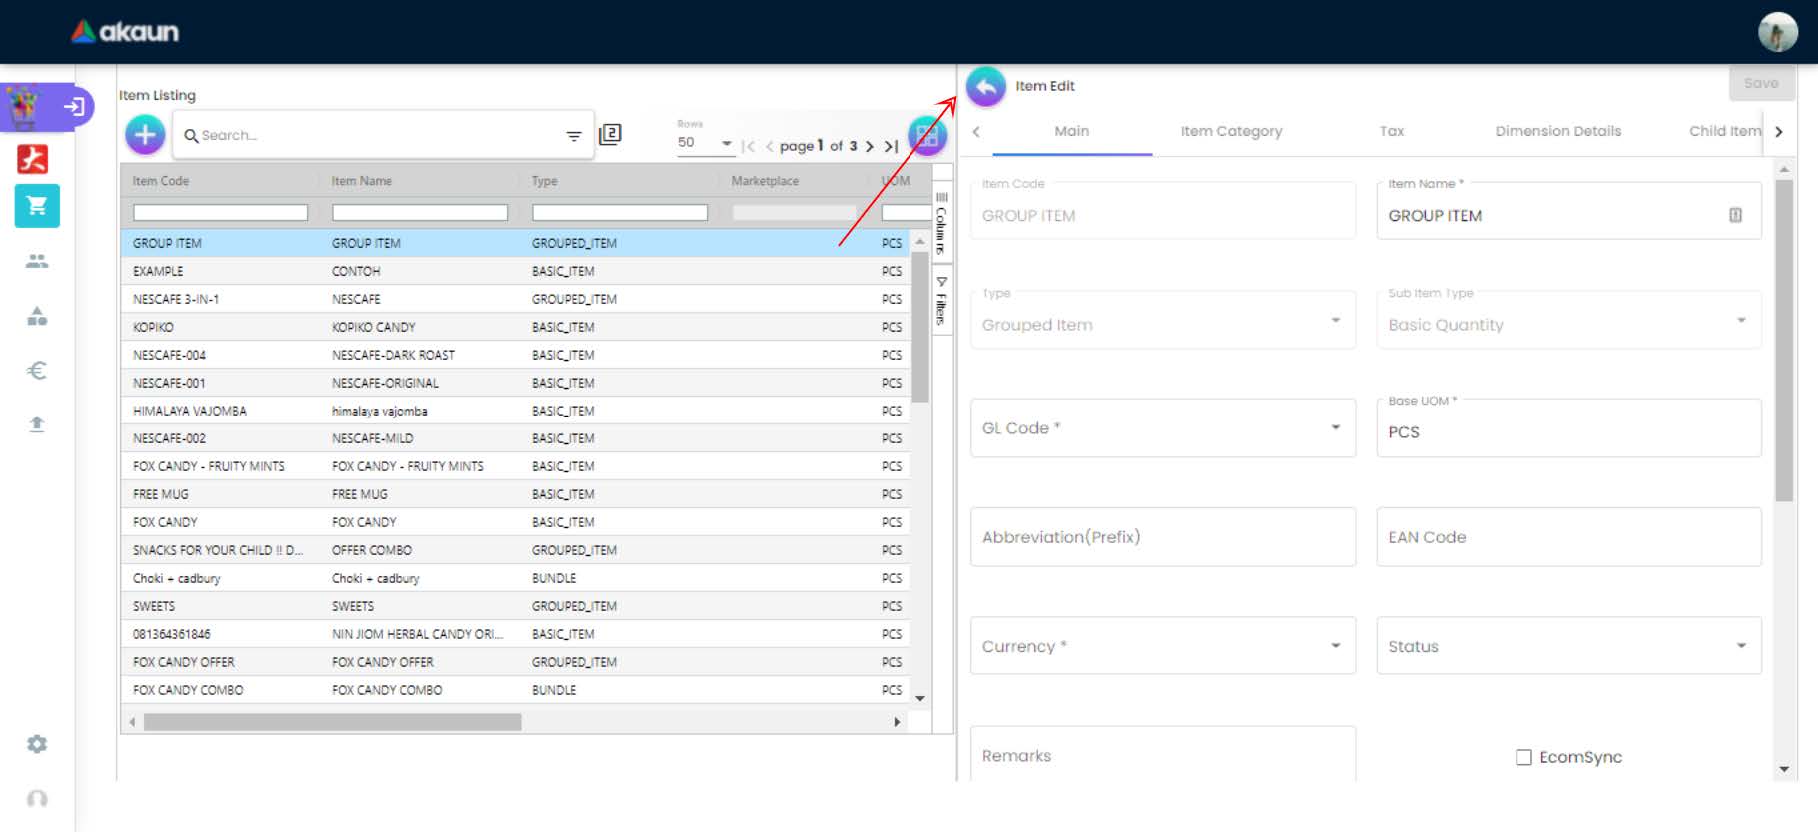 akaun
Item Listing
Search...
2
Rows
50
page 1 of 3
Item Code Item Name Type Marketplace UOM
GROUP ITEM GROUP ITEM GROUPED_ITEM PCS
EXAMPLE CONTOH BASIC_ITEM PCS
NESCAFE 3-IN-1 NESCAFE GROUPED_ITEM PCS
KOPIKO KOPIKO CANDY BASIC_ITEM PCS
NESCAFE-004 NESCAFE-DARK ROAST BASIC_ITEM PCS
NESCAFE-001 NESCAFE-ORIGINAL BASIC_ITEM PCS
HIMALAYA VAJOMBA himalaya vajomba BASIC_ITEM PCS
NESCAFE-002 NESCAFE-MILD BASIC_ITEM PCS
FOX CANDY - FRUITY MINTS FOX CANDY - FRUITY MINTS BASIC_ITEM PCS
FREE MUG FREE MUG BASIC_ITEM PCS
FOX CANDY FOX CANDY BASIC_ITEM PCS
SNACKS FOR YOUR CHILD !! D... OFFER COMBO GROUPED_ITEM PCS
Choki + cadbury Choki + cadbury BUNDLE PCS
SWEETS SWEETS GROUPED_ITEM PCS
081364361846 NIN JIOM HERBAL CANDY ORI... BASIC_ITEM PCS
FOX CANDY OFFER FOX CANDY OFFER GROUPED_ITEM PCS
FOX CANDY COMBO FOX CANDY COMBO BUNDLE PCS
Columns
Filters
Item Edit
Save
Main Item Category Tax Dimension Details Child Item
Item Code
GROUP ITEM
Item Name *
GROUP ITEM
Type
Grouped Item
Sub Item Type
Basic Quantity
GL Code *
Base UOM *
PCS
Abbreviation(Prefix)
EAN Code
Currency *
Status
Remarks
EcomSync